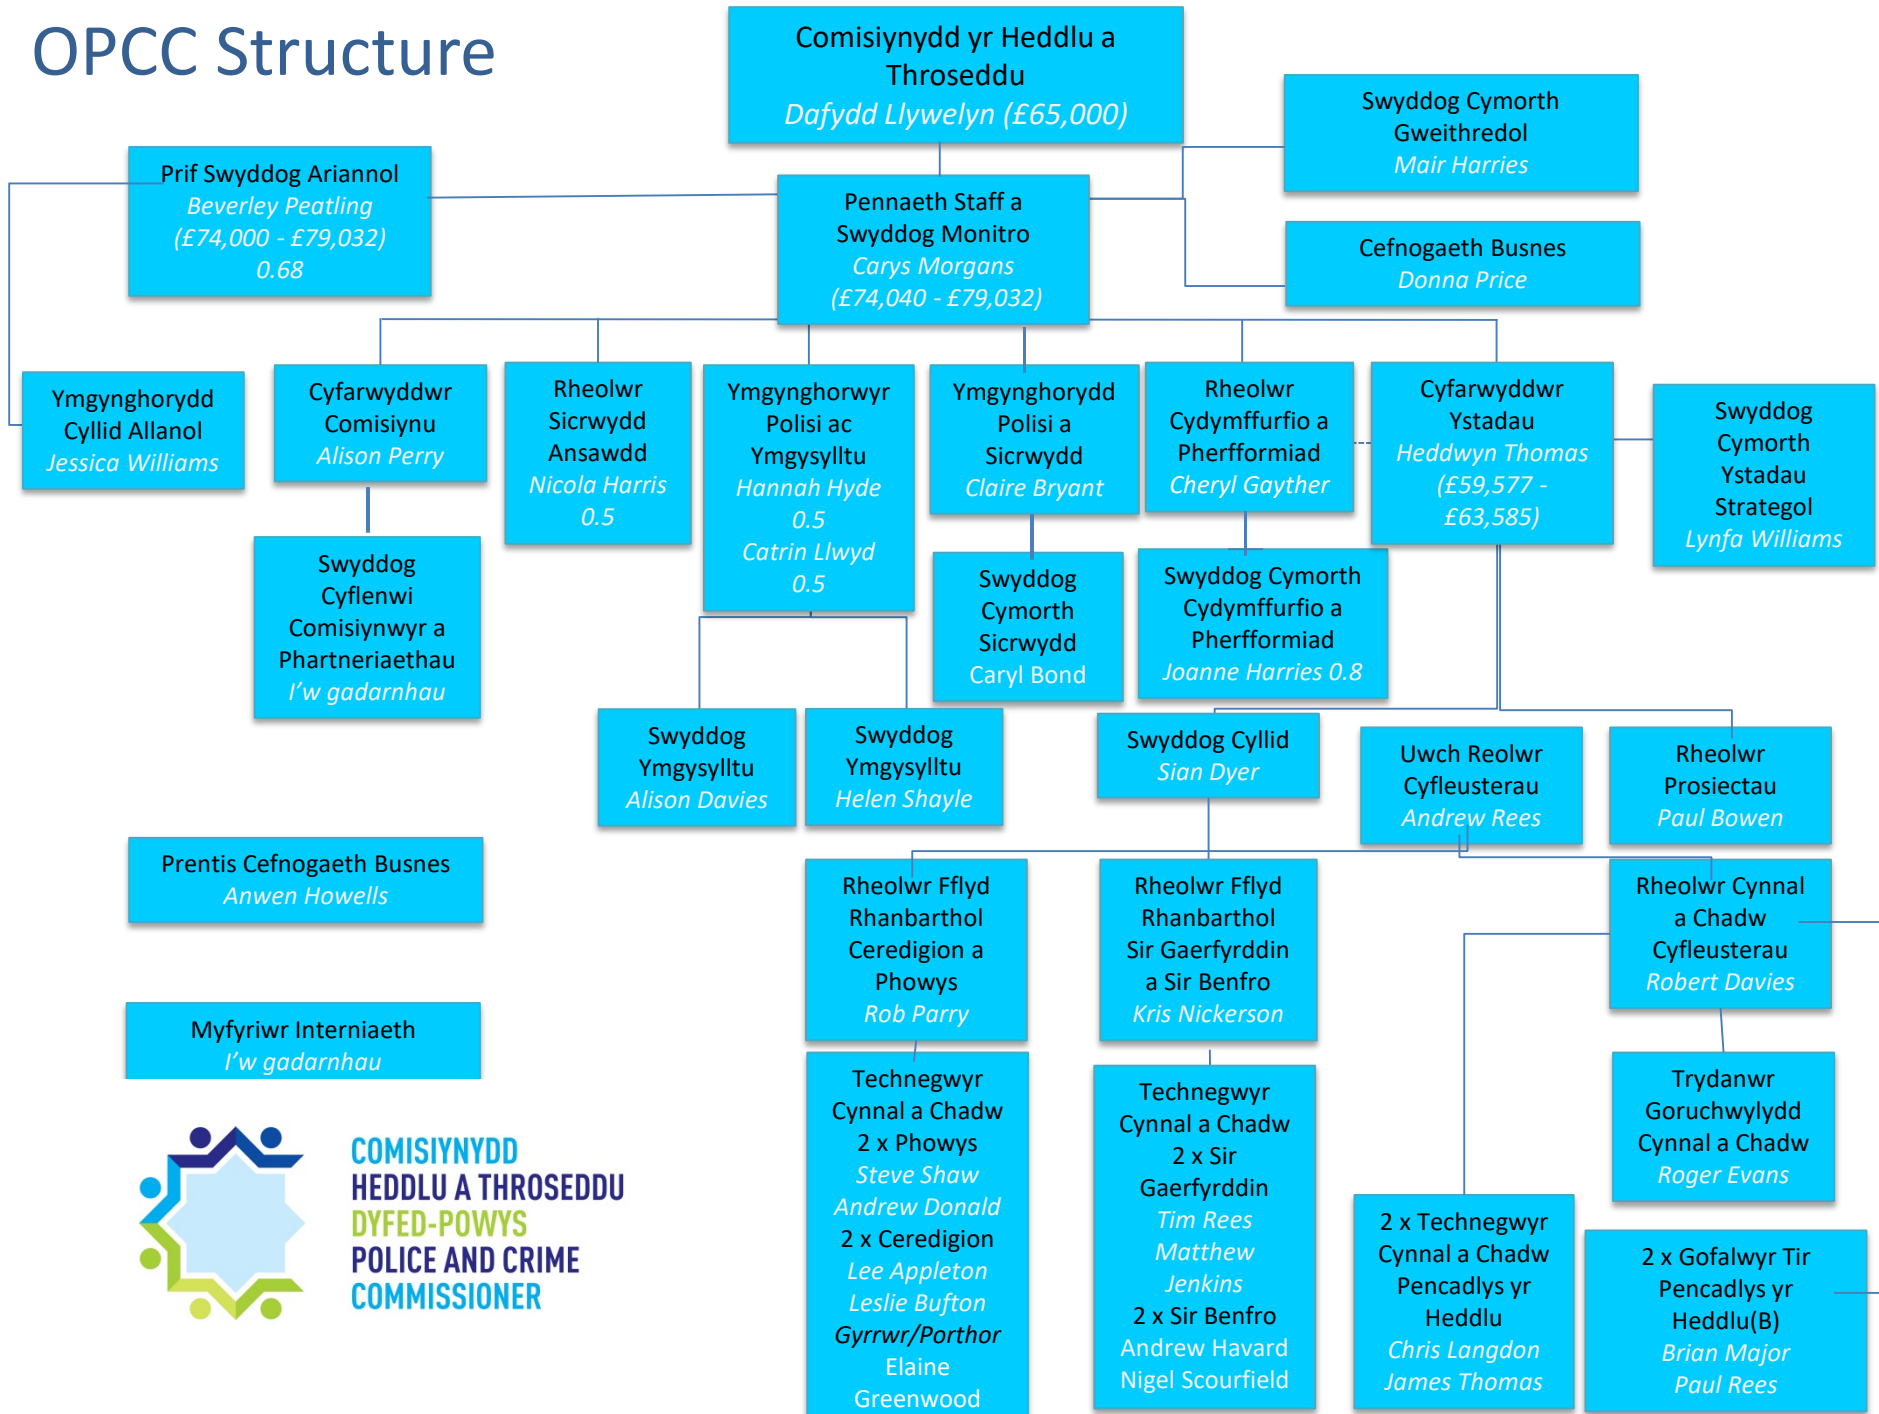 OPCC Structure
Comisiynydd yr Heddlu a
Throseddu
Dafydd Llywelyn (£65,000)
Swyddog Cymorth
Gweithredol
Mair Harries
Prif Swyddog Ariannol
Beverley Peatling
(£74,000 - £79,032)
0.68
Pennaeth Staff a
Swyddog Monitro
Carys Morgans
(£74,040 - £79,032)
Cefnogaeth Busnes
Donna Price
Ymgynghorydd
Cyllid Allanol
Jessica Williams
Cyfarwyddwr
Comisiynu
Alison Perry
Rheolwr
Sicrwydd
Ansawdd
Nicola Harris
0.5
Ymgynghorwyr
Polisi ac
Ymgysylltu
Hannah Hyde
0.5
Catrin Llwyd
0.5
Ymgynghorydd
Polisi a
Sicrwydd
Claire Bryant
Rheolwr
Cydymffurfio a
Pherfformiad
Cheryl Gayther
Cyfarwyddwr
Ystadau
Heddwyn Thomas
(£59,577 -
£63,585)
Swyddog
Cymorth
Ystadau
Strategol
Lynfa Williams
Swyddog
Cyflenwi
Comisiynwyr a
Phartneriaethau
I'w gadarnhau
Swyddog
Cymorth
Sicrwydd
Caryl Bond
Swyddog Cymorth
Cydymffurfio a
Pherfformiad
Joanne Harries 0.8
Swyddog
Ymgysylltu
Alison Davies
Swyddog
Ymgysylltu
Helen Shayle
Swyddog Cyllid
Sian Dyer
Uwch Reolwr
Cyfleusterau
Andrew Rees
Rheolwr
Prosiectau
Paul Bowen
Prentis Cefnogaeth Busnes
Anwen Howells
Rheolwr Fflyd
Rhanbarthol
Ceredigion a
Phowys
Rob Parry
Rheolwr Fflyd
Rhanbarthol
Sir Gaerfyrddin
a Sir Benfro
Kris Nickerson
Rheolwr Cynnal
a Chadw
Cyfleusterau
Robert Davies
Myfyriwr Interniaeth
I'w gadarnhau
Technegwyr
Cynnal a Chadw
2 x Phowys
Steve Shaw
Andrew Donald
2 x Ceredigion
Lee Appleton
Leslie Bufton
Gyrrwr/Porthor
Elaine
Greenwood
Technegwyr
Cynnal a Chadw
2 x Sir
Gaerfyrddin
Tim Rees
Matthew
Jenkins
2 x Sir Benfro
Andrew Havard
Nigel Scourfield
Trydanwr
Goruchwylydd
Cynnal a Chadw
Roger Evans
2 x Technegwyr
Cynnal a Chadw
Pencadlys yr
Heddlu
Chris Langdon
James Thomas
2 x Gofalwyr Tir
Pencadlys yr
Heddlu(B)
Brian Major
Paul Rees
COMISIYNYDD
HEDDLU A THROSEDDU
DYFED-POWYS
POLICE AND CRIME
COMMISSIONER